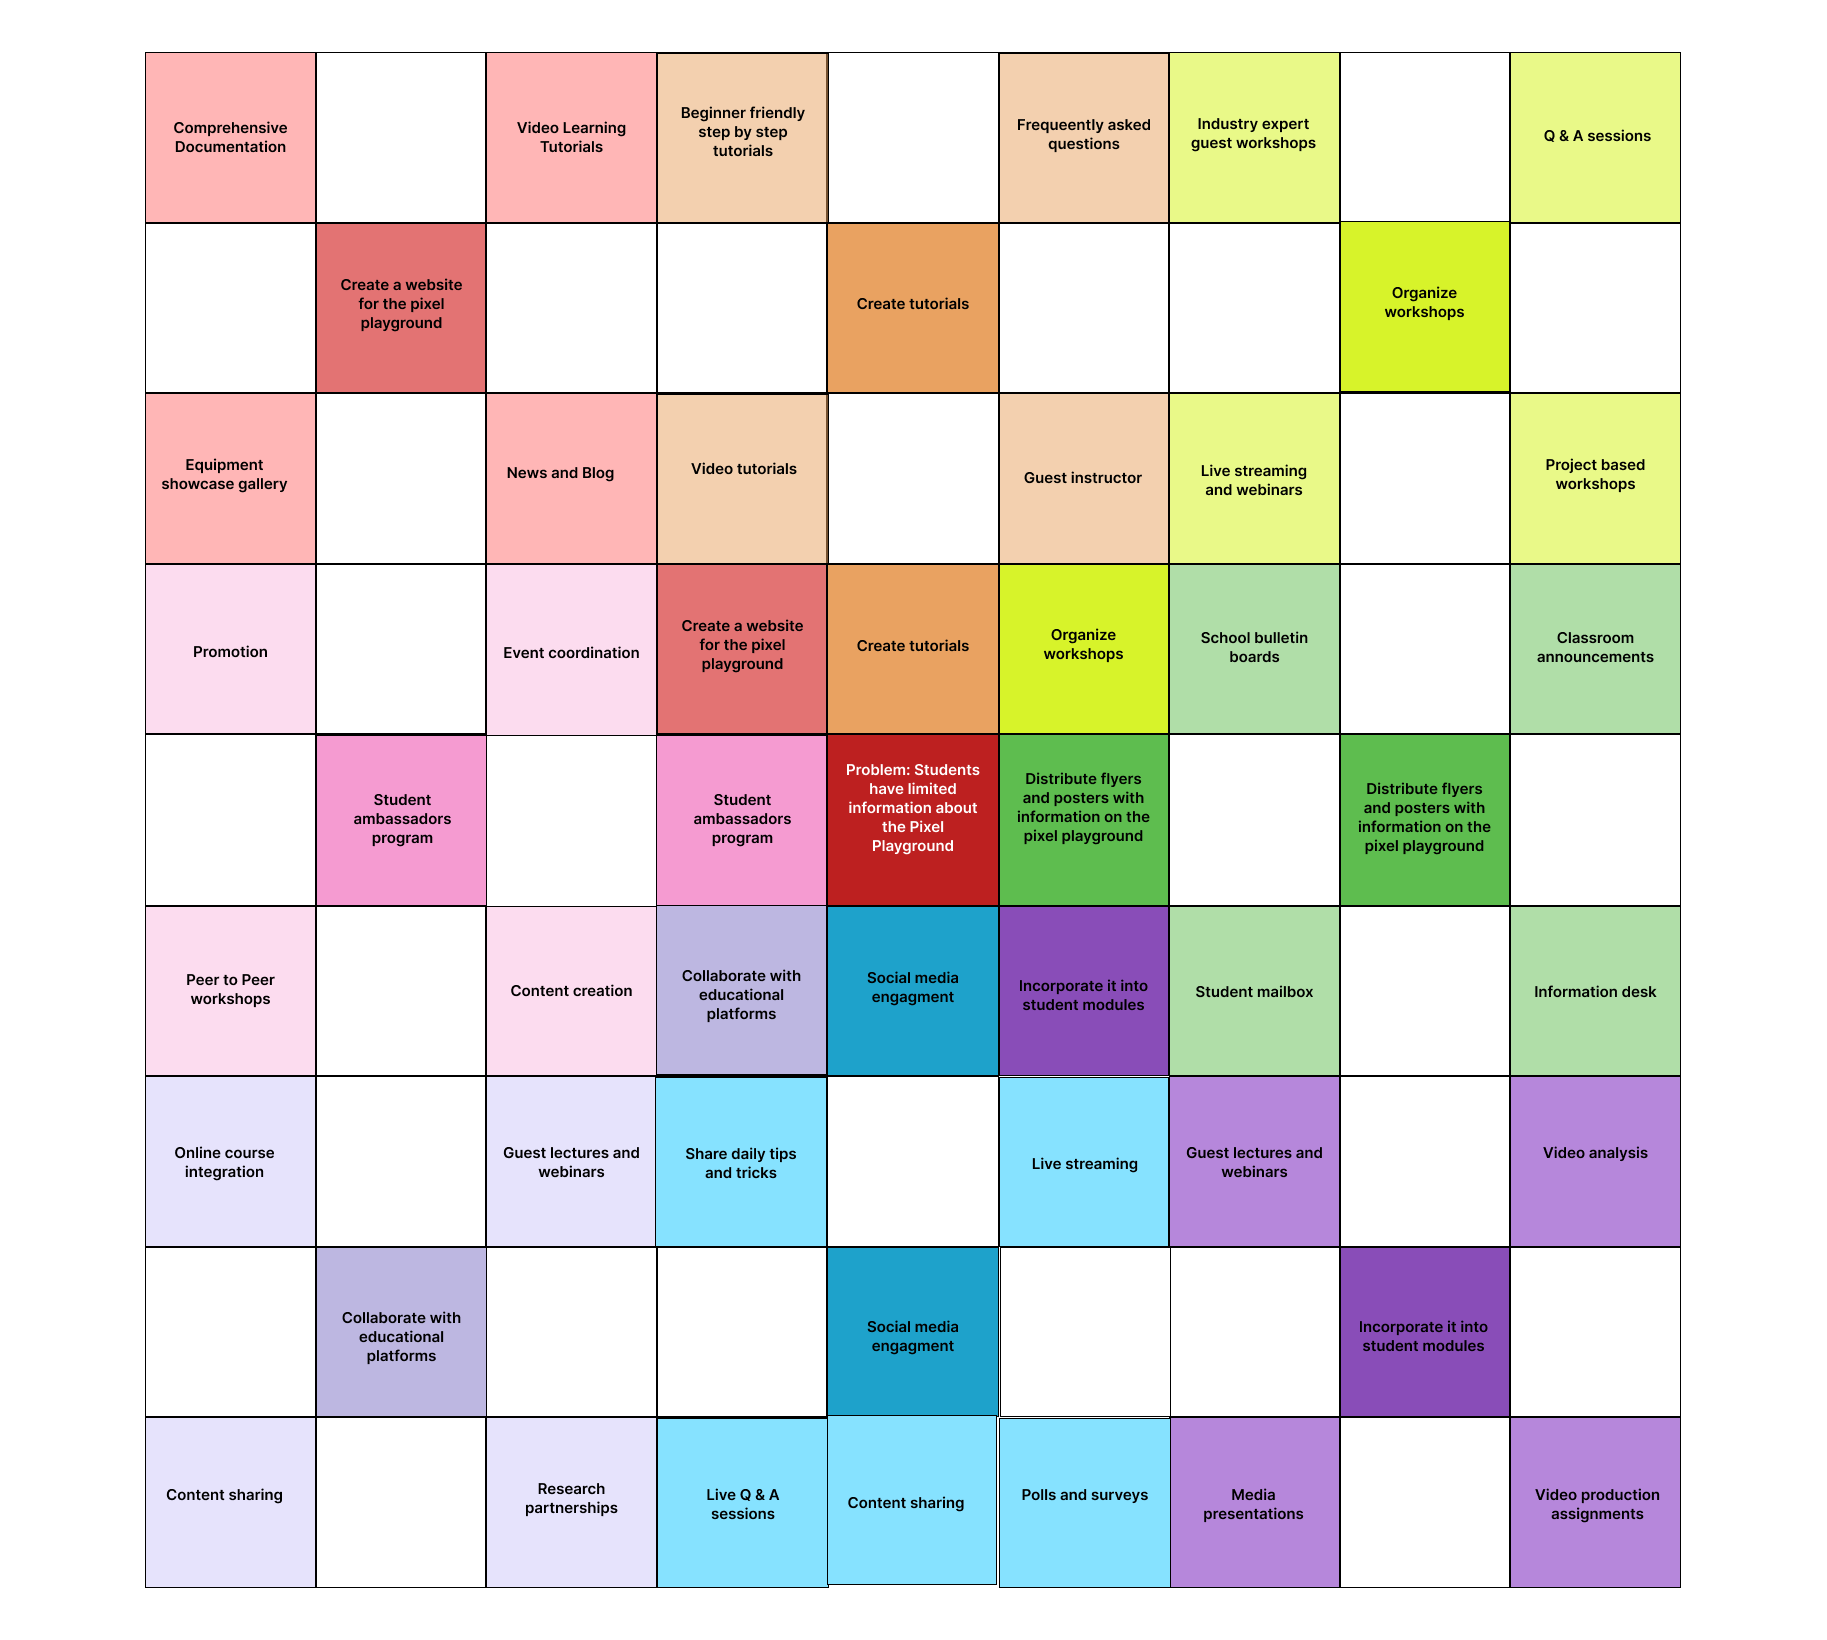 Comprehensive
Documentation
Video Learning
Tutorials
Beginner friendly
step by step
tutorials
Frequeently asked
questions
Industry expert
guest workshops
Q & A sessions
Create a website
for the pixel
playground
Create tutorials
Organize
workshops
Equipment
showcase gallery
News and Blog
Video tutorials
Guest instructor
Live streaming
and webinars
Project based
workshops
Promotion
Event coordination
Create a website
for the pixel
playground
Create tutorials
Organize
workshops
School bulletin
boards
Classroom
announcements
Student
ambassadors
program
Student
ambassadors
program
Problem: Students
have limited
information about
the Pixel
Playground
Distribute flyers
and posters with
information on the
pixel playground
Distribute flyers
and posters with
information on the
pixel playground
Peer to Peer
workshops
Content creation
Collaborate with
educational
platforms
Social media
engagment
Incorporate it into
student modules
Student mailbox
Information desk
Online course
integration
Guest lectures and
webinars
Share daily tips
and tricks
Live streaming
Guest lectures and
webinars
Video analysis
Collaborate with
educational
platforms
Social media
engagment
Incorporate it into
student modules
Content sharing
Research
partnerships
Live Q & A
sessions
Content sharing
Polls and surveys
Media
presentations
Video production
assignments